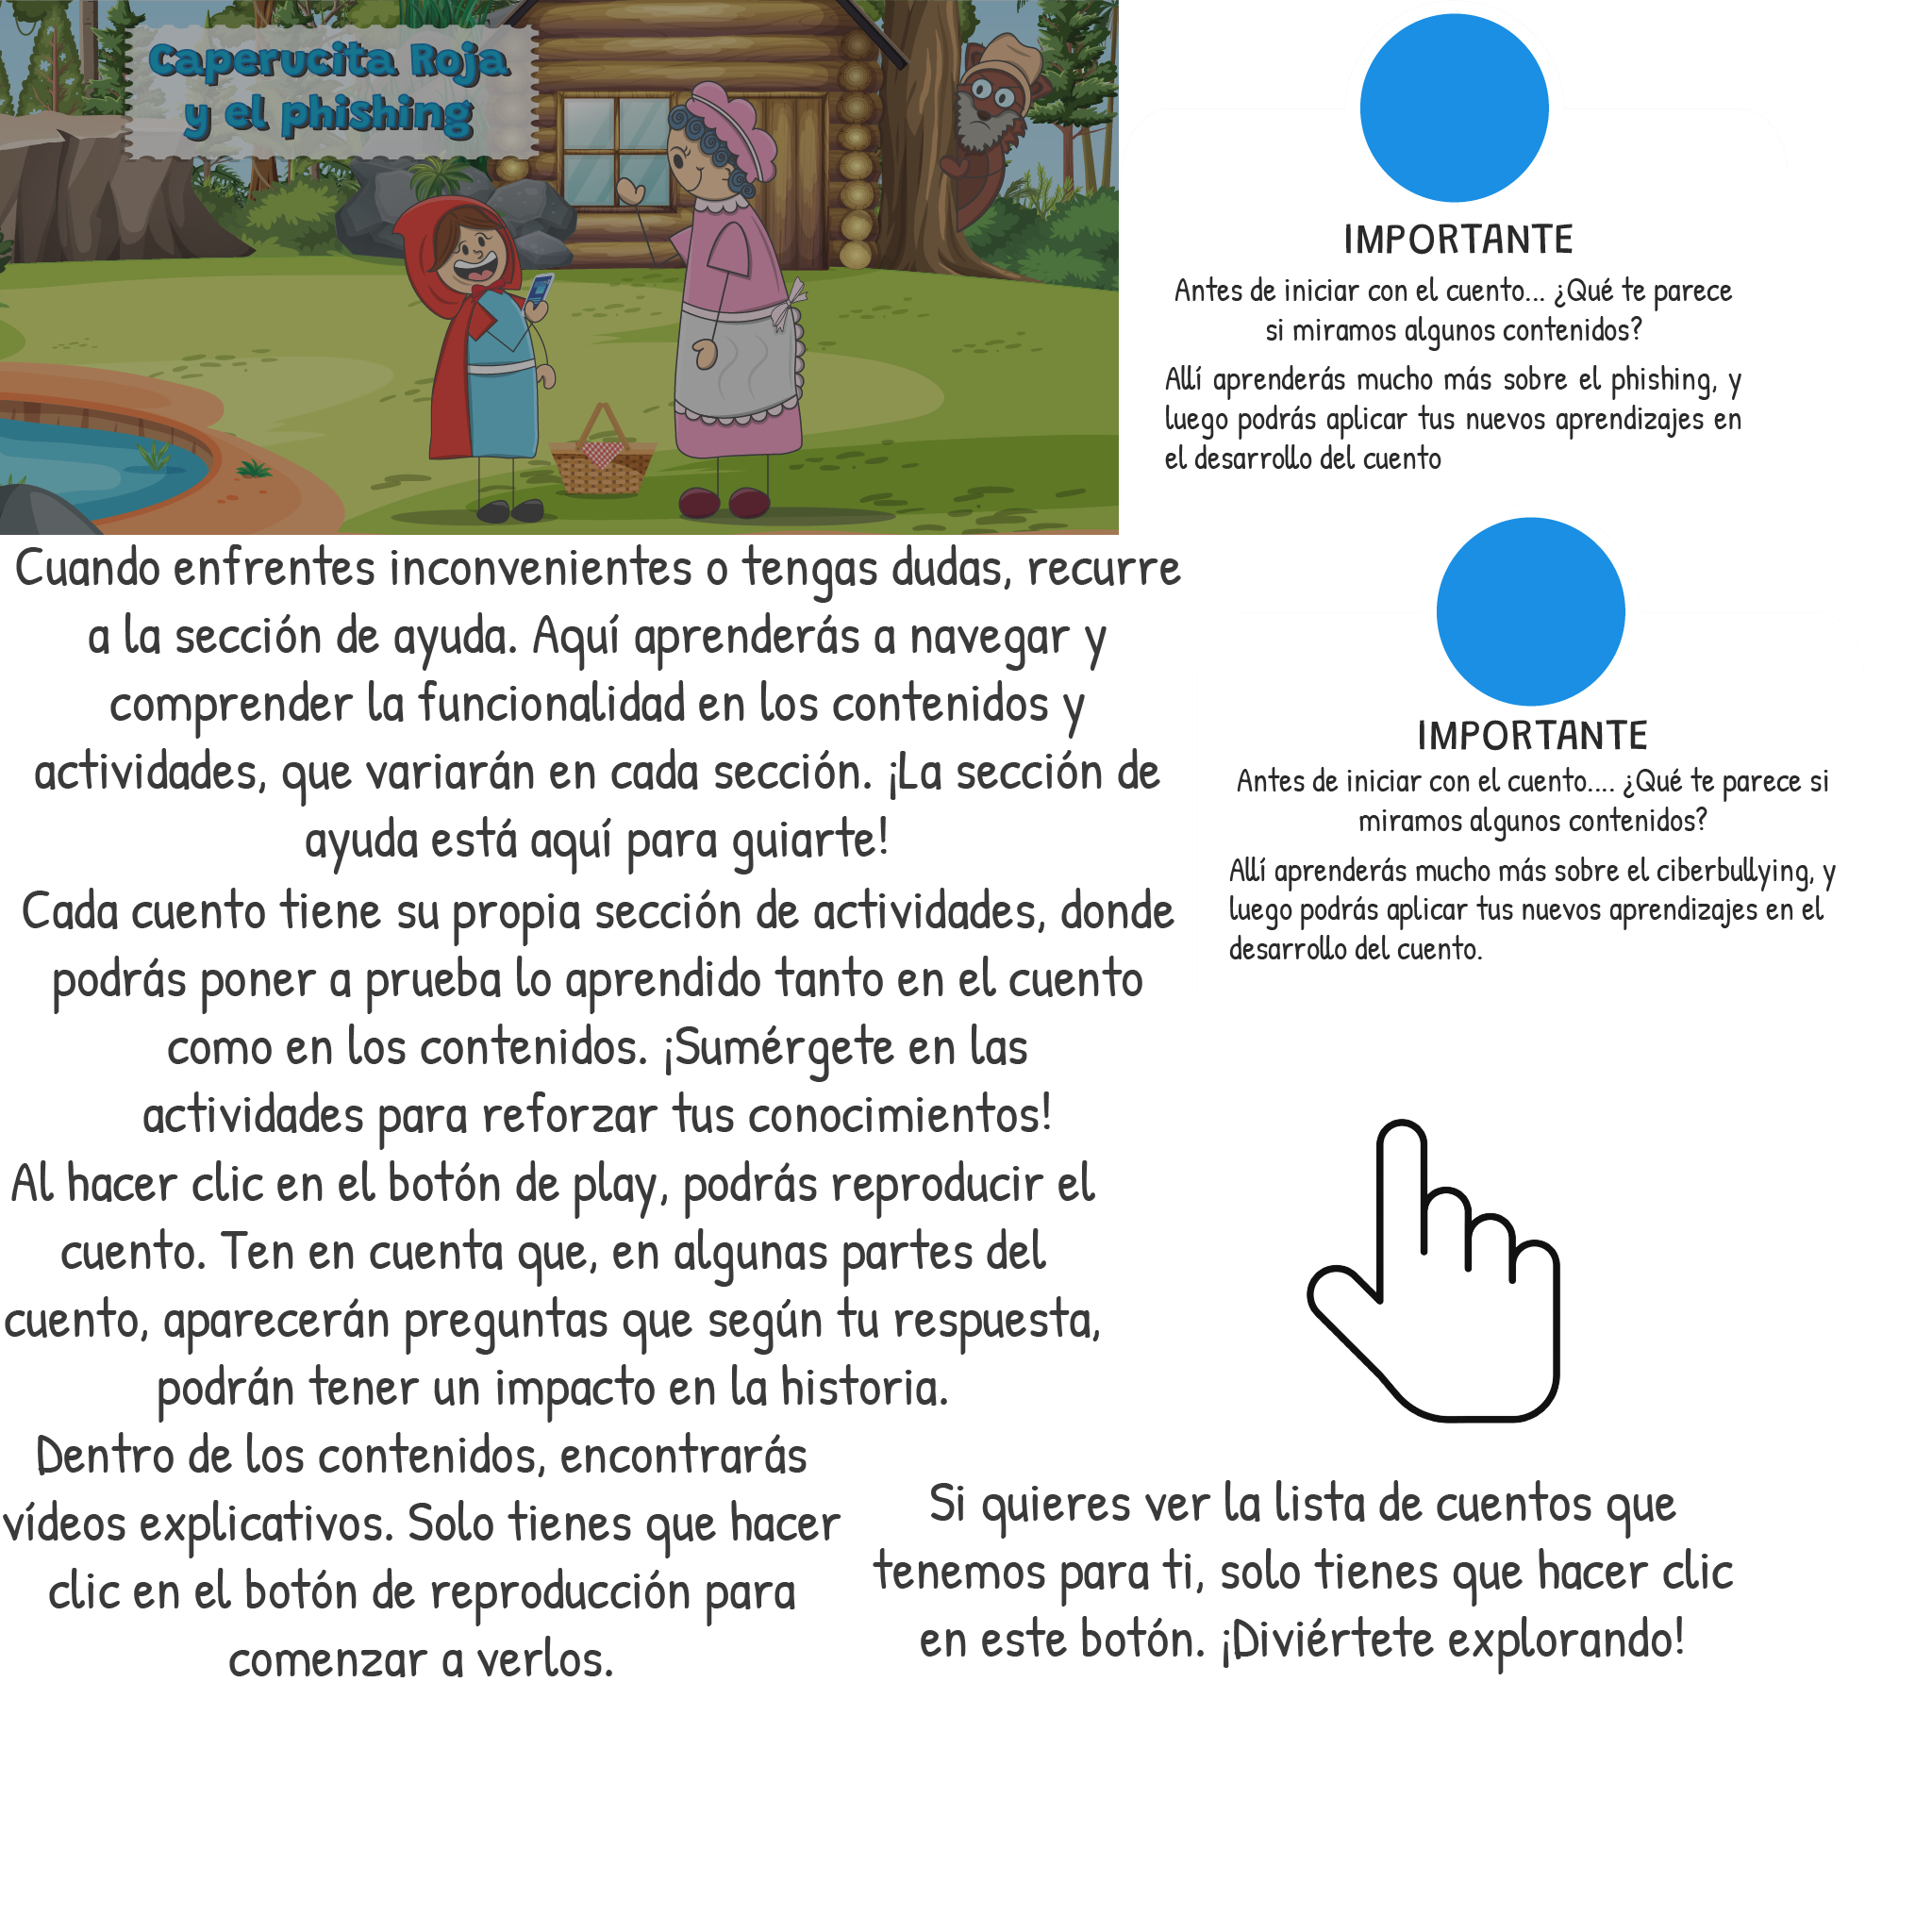 Caperucita Roja
y el phishing
IMPORTANTE
Antes de iniciar con el cuento... ¿Qué te parece
si miramos algunos contenidos?
Allí aprenderás mucho más sobre el phishing, y
luego podrás aplicar tus nuevos aprendizajes en
el desarrollo del cuento
IMPORTANTE
Antes de iniciar con el cuento.... ¿Qué te parece si
miramos algunos contenidos?
Allí aprenderás mucho más sobre el ciberbullying, y
luego podrás aplicar tus nuevos aprendizajes en el
desarrollo del cuento.
Cuando enfrentes inconvenientes o tengas dudas, recurre
a la sección de ayuda. Aquí aprenderás a navegar y
comprender la funcionalidad en los contenidos y
actividades, que variarán en cada sección. ¡La sección de
ayuda está aquí para guiarte!
Cada cuento tiene su propia sección de actividades, donde
podrás poner a prueba lo aprendido tanto en el cuento
como en los contenidos. ¡Sumérgete en las
actividades para reforzar tus conocimientos!
Al hacer clic en el botón de play, podrás reproducir el
cuento. Ten en cuenta que, en algunas partes del
cuento, aparecerán preguntas que según tu respuesta,
podrán tener un impacto en la historia.
Dentro de los contenidos, encontrarás
vídeos explicativos. Solo tienes que hacer
clic en el botón de reproducción para
comenzar a verlos.
Si quieres ver la lista de cuentos que
tenemos para ti, solo tienes que hacer clic
en este botón. ¡Diviértete explorando!